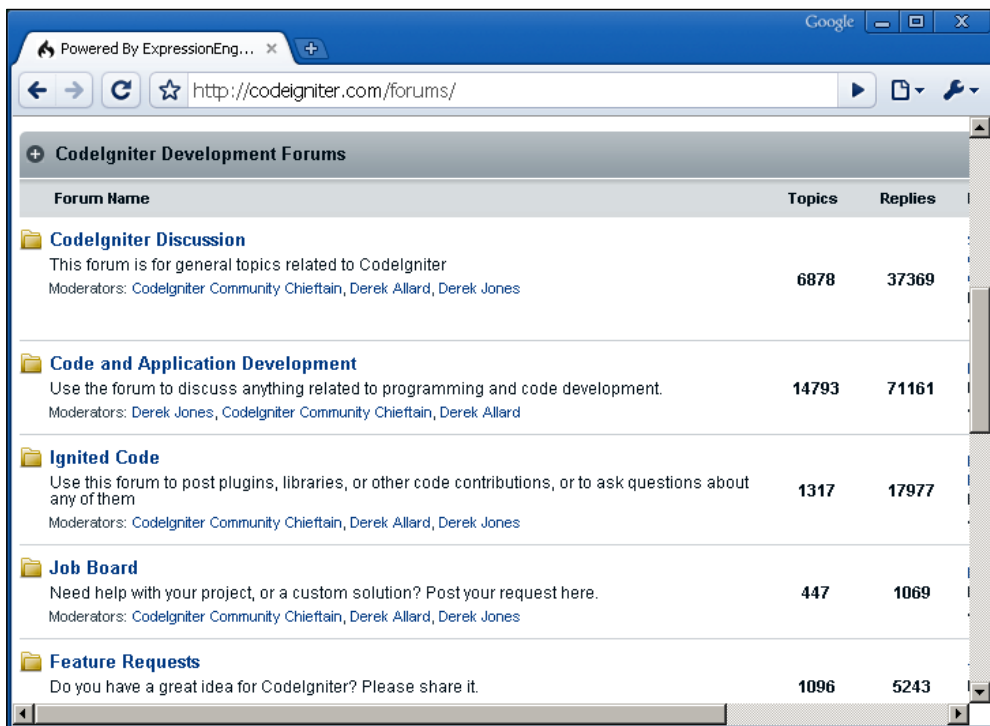 Google
Powered By ExpressionEng...
http://codeigniter.com/forums/
CodeIgniter Development Forums
Forum Name Topics Replies
CodeIgniter Discussion
This forum is for general topics related to CodeIgniter
Moderators: CodeIgniter Community Chieftain, Derek Allard, Derek Jones
6878 37369
Code and Application Development
Use the forum to discuss anything related to programming and code development.
Moderators: Derek Jones, CodeIgniter Community Chieftain, Derek Allard
14793 71161
Ignited Code
Use this forum to post plugins, libraries, or other code contributions, or to ask questions about
any of them
Moderators: CodeIgniter Community Chieftain, Derek Allard, Derek Jones
1317 17977
Job Board
Need help with your project, or a custom solution? Post your request here.
Moderators: CodeIgniter Community Chieftain, Derek Allard, Derek Jones
447 1069
Feature Requests
Do you have a great idea for CodeIgniter? Please share it.
1096 5243